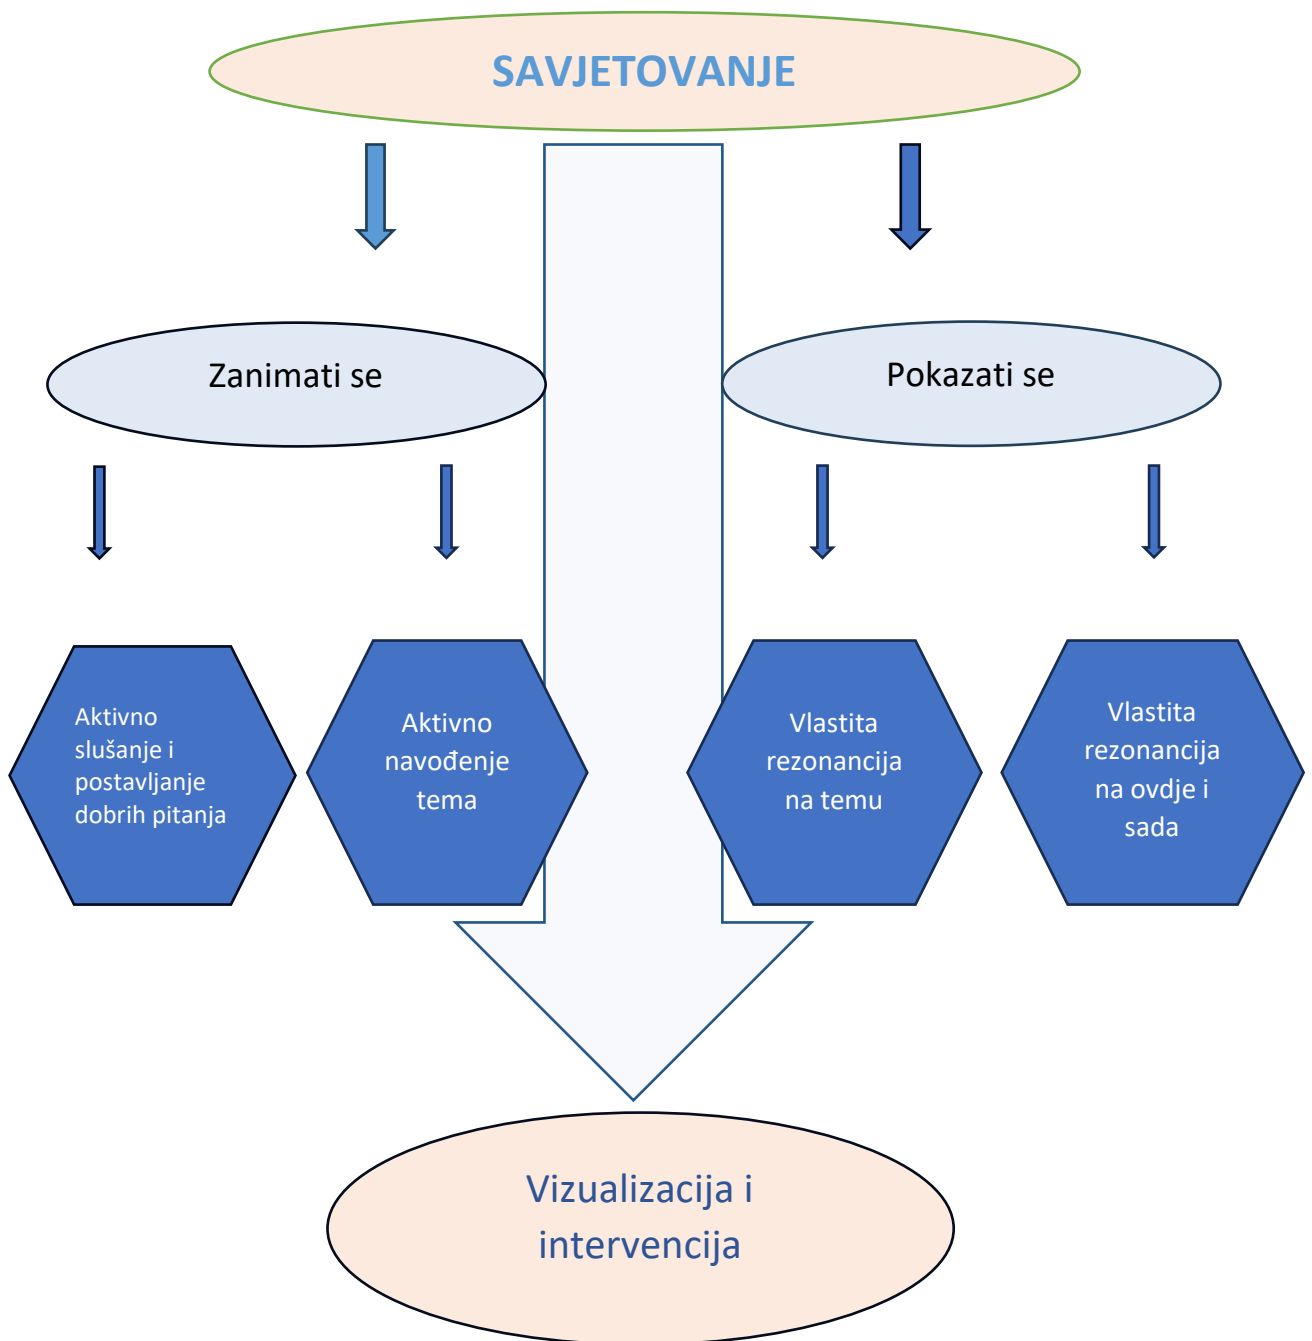 SAVJETOVANJE
Zanimati se
Pokazati se
Aktivno
slušanje i
postavljanje
dobrih pitanja
Aktivno
navođenje
tema
Vlastita
rezonancija
na temu
Vlastita
rezonancija
na ovdje i
sada
Vizualizacija i
intervencija